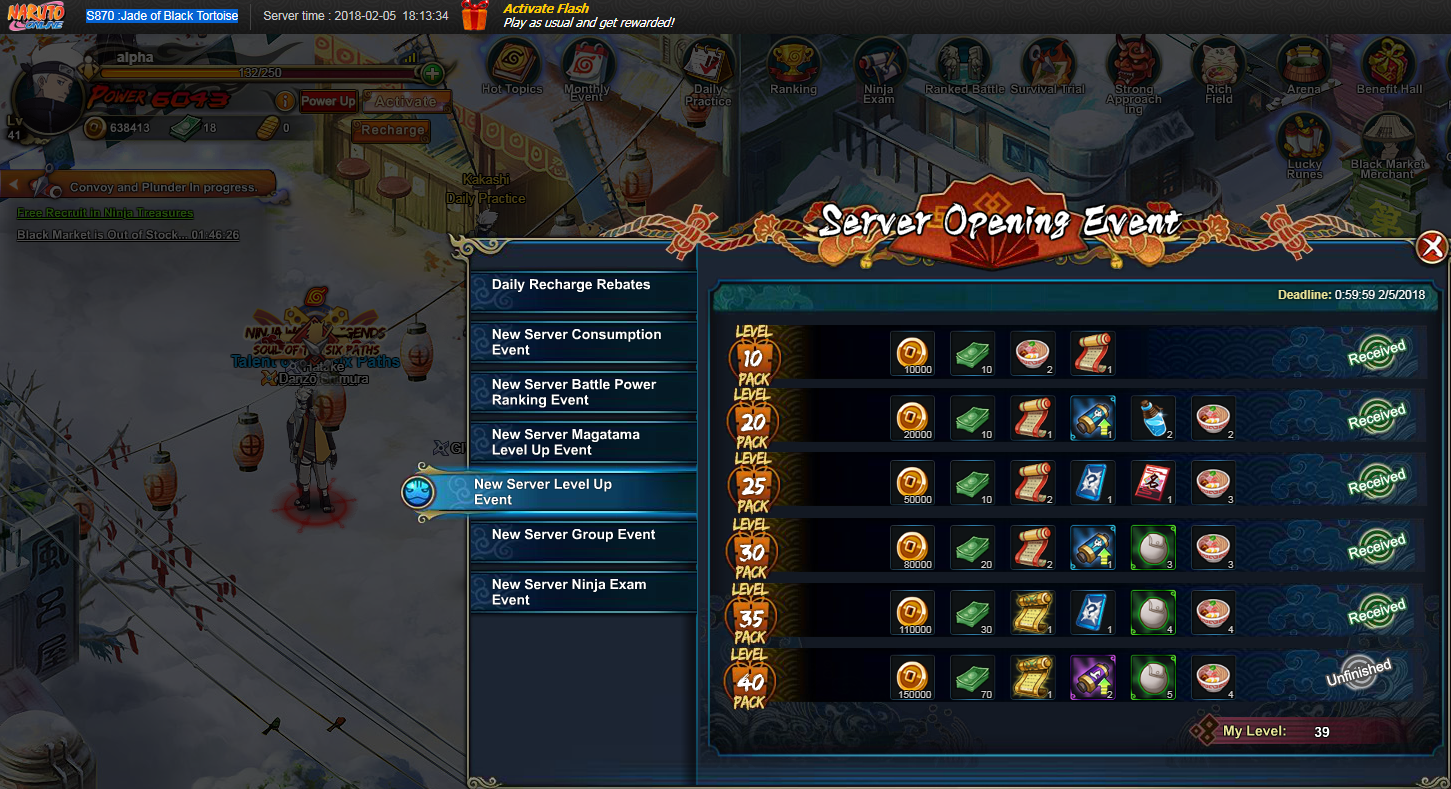 NARUTO
ONLINE
S870 :Jade of Black Tortoise
Server time : 2018-02-05 18:13:34
Activate Flash
Play as usual and get rewarded!
alpha
132/250
POWER 6043
Power Up
Activate
Lv
41
638413
18
0
Recharge
Hot Topics
Monthly
Event
Daily
Practice
Ranking
Ninja
Exam
Ranked Battle
Survival Trial
Strong
Approach
ing
Rich
Field
Arena
Benefit Hall
Lucky
Runes
Black Market
Merchant
Convoy and Plunder In progress.
Free Recruit in Ninja Treasures
Black Market is Out of Stock... 01:46:26
Kakashi
Daily Practice
風呂屋
Server Opening Event
Daily Recharge Rebates
New Server Consumption
Event
New Server Battle Power
Ranking Event
New Server Magatama
Level Up Event
New Server Level Up
Event
New Server Group Event
New Server Ninja Exam
Event
Deadline: 0:59:59 2/5/2018
LEVEL
10
PACK
10000
10
2
1
Received
LEVEL
20
PACK
20000
10
1
1
2
2
Received
LEVEL
25
PACK
50000
10
2
1
1
3
Received
LEVEL
30
PACK
80000
20
2
1
3
3
Received
LEVEL
35
PACK
110000
30
1
1
4
4
Received
LEVEL
40
PACK
150000
70
1
2
5
4
Unfinished
My Level: 39